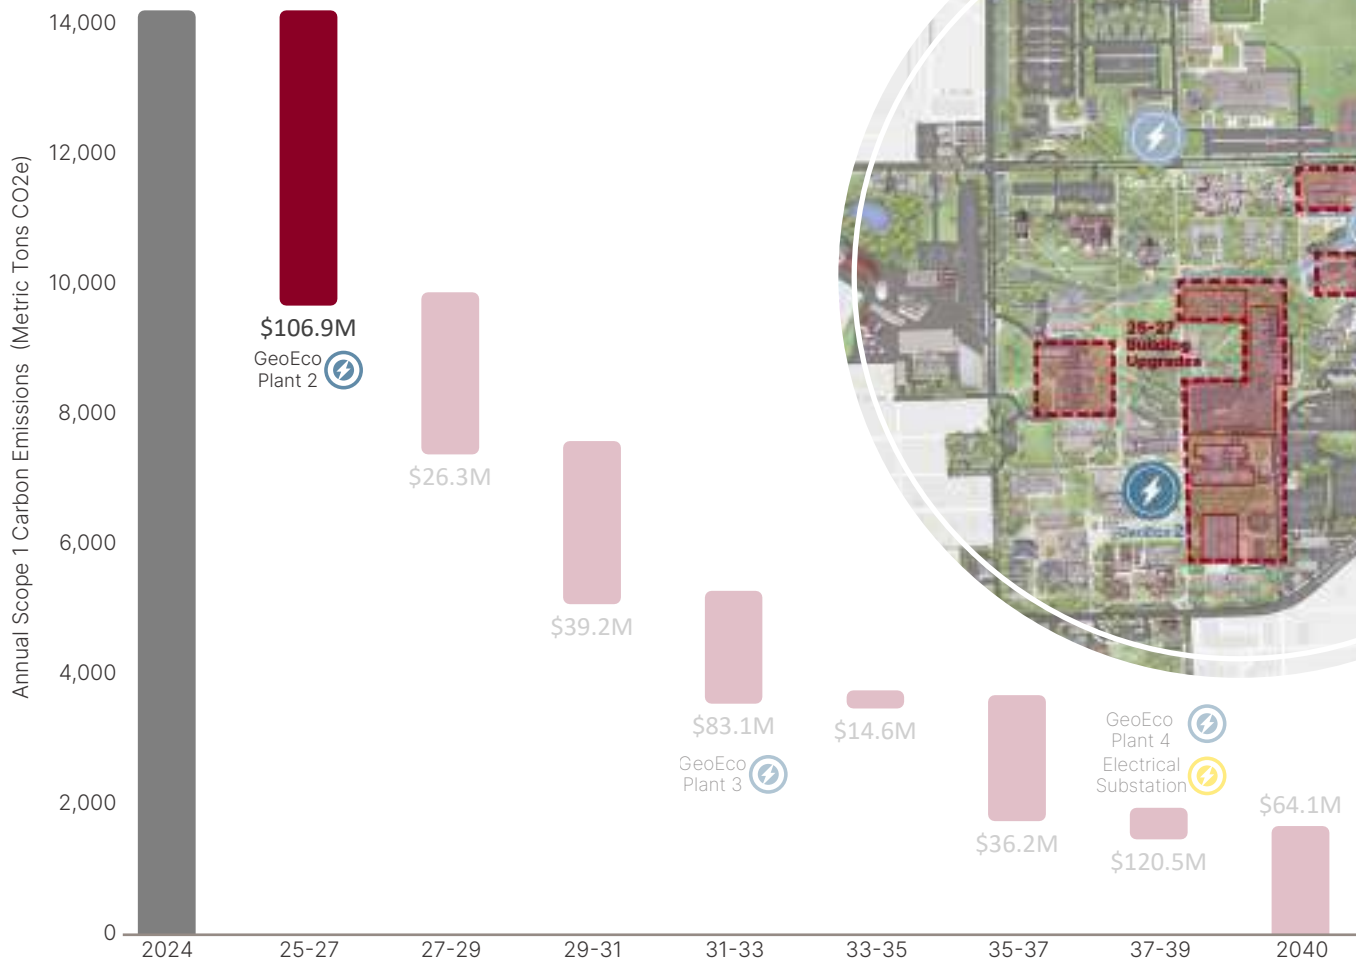 Annual Scope 1 Carbon Emissions (Metric Tons CO2e)
14,000
12,000
10,000
8,000
6,000
4,000
2,000
0
$106.9M
GeoEco
Plant 2
$26.3M
$39.2M
$83.1M
GeoEco
Plant 3
$14.6M
$36.2M
GeoEco
Plant 4
Electrical
Substation
$120.5M
$64.1M
25-27
Building
Upgrades
GeoEco 2
2024
25-27
27-29
29-31
31-33
33-35
35-37
37-39
2040